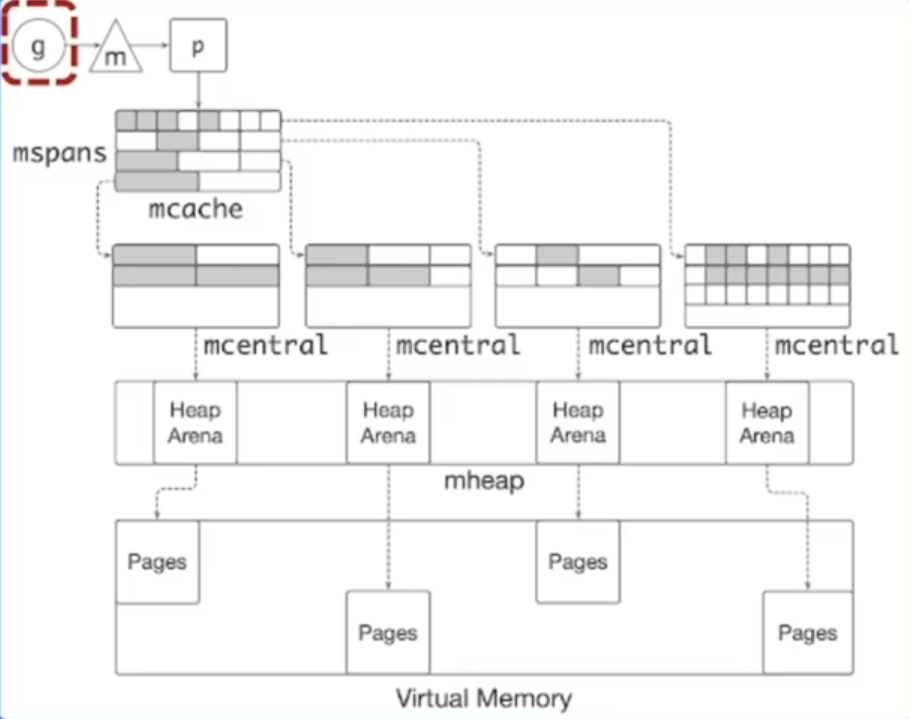 g
m
p
mspans
mcache
mcentral
mcentral
mcentral
mcentral
Heap
Arena
Heap
Arena
Heap
Arena
Heap
Arena
mheap
Pages
Pages
Pages
Pages
Virtual Memory